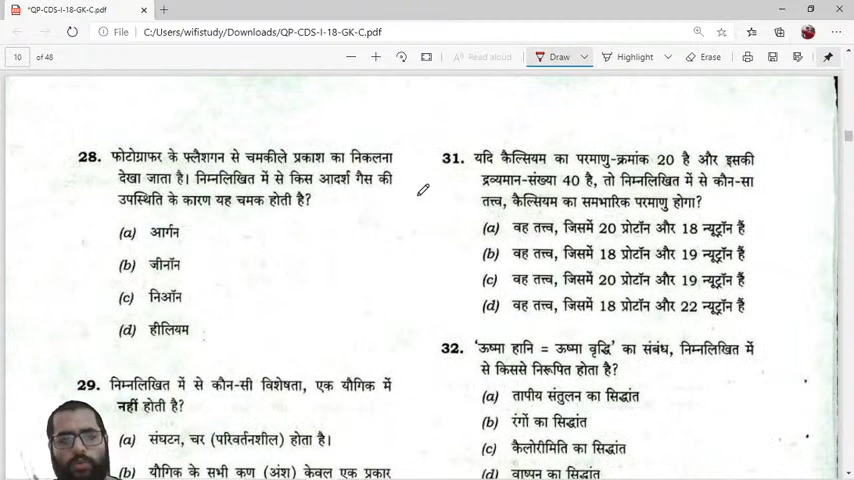 *QP-CDS-I-18-GK-C.pdf
File C:/Users/wifistudy/Downloads/QP-CDS-I-18-GK-C.pdf
10 of 48
Read aloud
Draw
Highlight
Erase
28. फोटोग्राफर के फ्लैशगन से चमकीले प्रकाश का निकलना
देखा जाता है। निम्नलिखित में से किस आदर्श गैस की
उपस्थिति के कारण यह चमक होती है?
(a) आर्गन
(b) जीनॉन
(c) निऑन
(d) हीलियम
29. निम्नलिखित में से कौन-सी विशेषता, एक यौगिक में
नहीं होती है?
(a) संघटन, चर (परिवर्तनशील) होता है।
(b) यौगिक के सभी कण (अंश) केवल एक प्रकार
31. यदि कैल्सियम का परमाणु-क्रमांक 20 है और इसकी
द्रव्यमान-संख्या 40 है, तो निम्नलिखित में से कौन-सा
तत्त्व, कैल्सियम का समभारिक परमाणु होगा?
(a) वह तत्त्व, जिसमें 20 प्रोटॉन और 18 न्यूट्रॉन हैं
(b) वह तत्त्व, जिसमें 18 प्रोटॉन और 19 न्यूट्रॉन हैं
(c) वह तत्त्व, जिसमें 20 प्रोटॉन और 19 न्यूट्रॉन हैं
(d) वह तत्त्व, जिसमें 18 प्रोटॉन और 22 न्यूट्रॉन हैं
32. ‘ऊष्मा हानि = ऊष्मा वृद्धि’ का संबंध, निम्नलिखित में
से किससे निरूपित होता है?
(a) तापीय संतुलन का सिद्धांत
(b) रंगों का सिद्धांत
(c) कैलोरीमिति का सिद्धांत
(d) वाष्पन का सिद्धांत